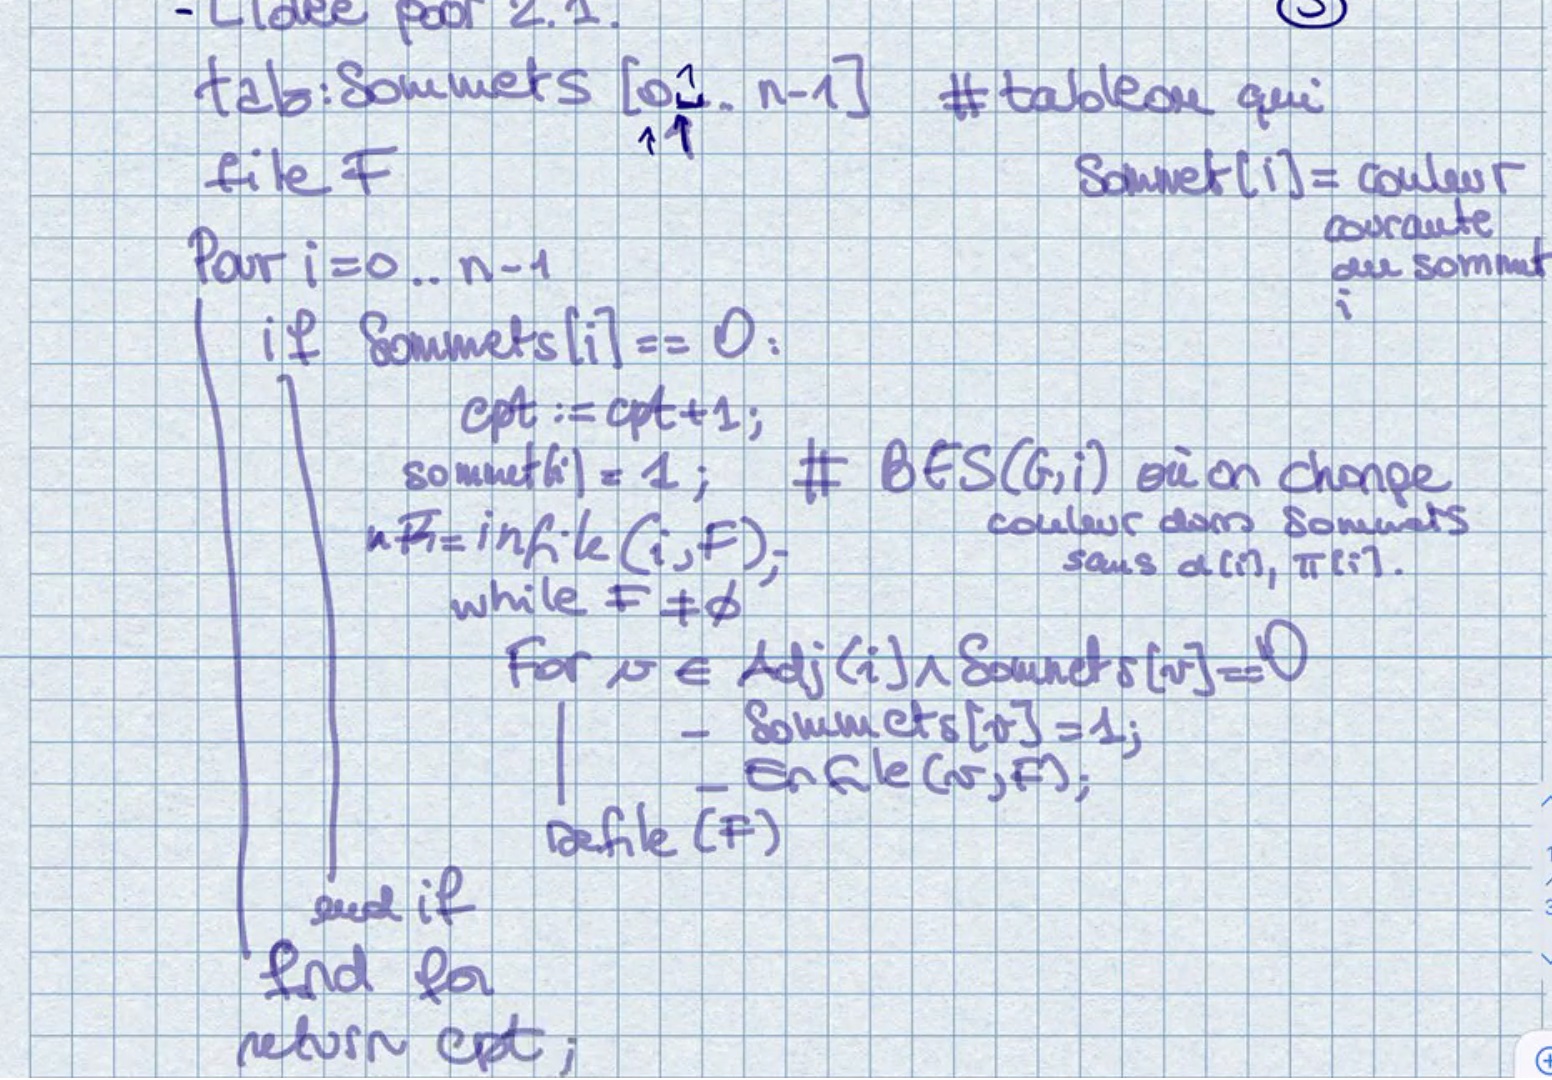 - L'idée pour 2.1. 3
tab: Sommets [0 1.. n-1] # tableau qui
file F Sommet[i] = couleur
courante
du sommet
i
Pour i=0.. n-1
if Sommets[i] == 0:
cpt := cpt+1;
sommet(i) = 1; # BFS(G,i) où on change
couleur dans Sommets
sans d[i], π[i].
infile(i,F);
while F ≠ ∅
For v ∈ Adj(i) ∧ Sommets[v]==0
- Sommets[v] = 1;
- Enfile(v,F);
Defile (F)
end if
End for
return cpt;